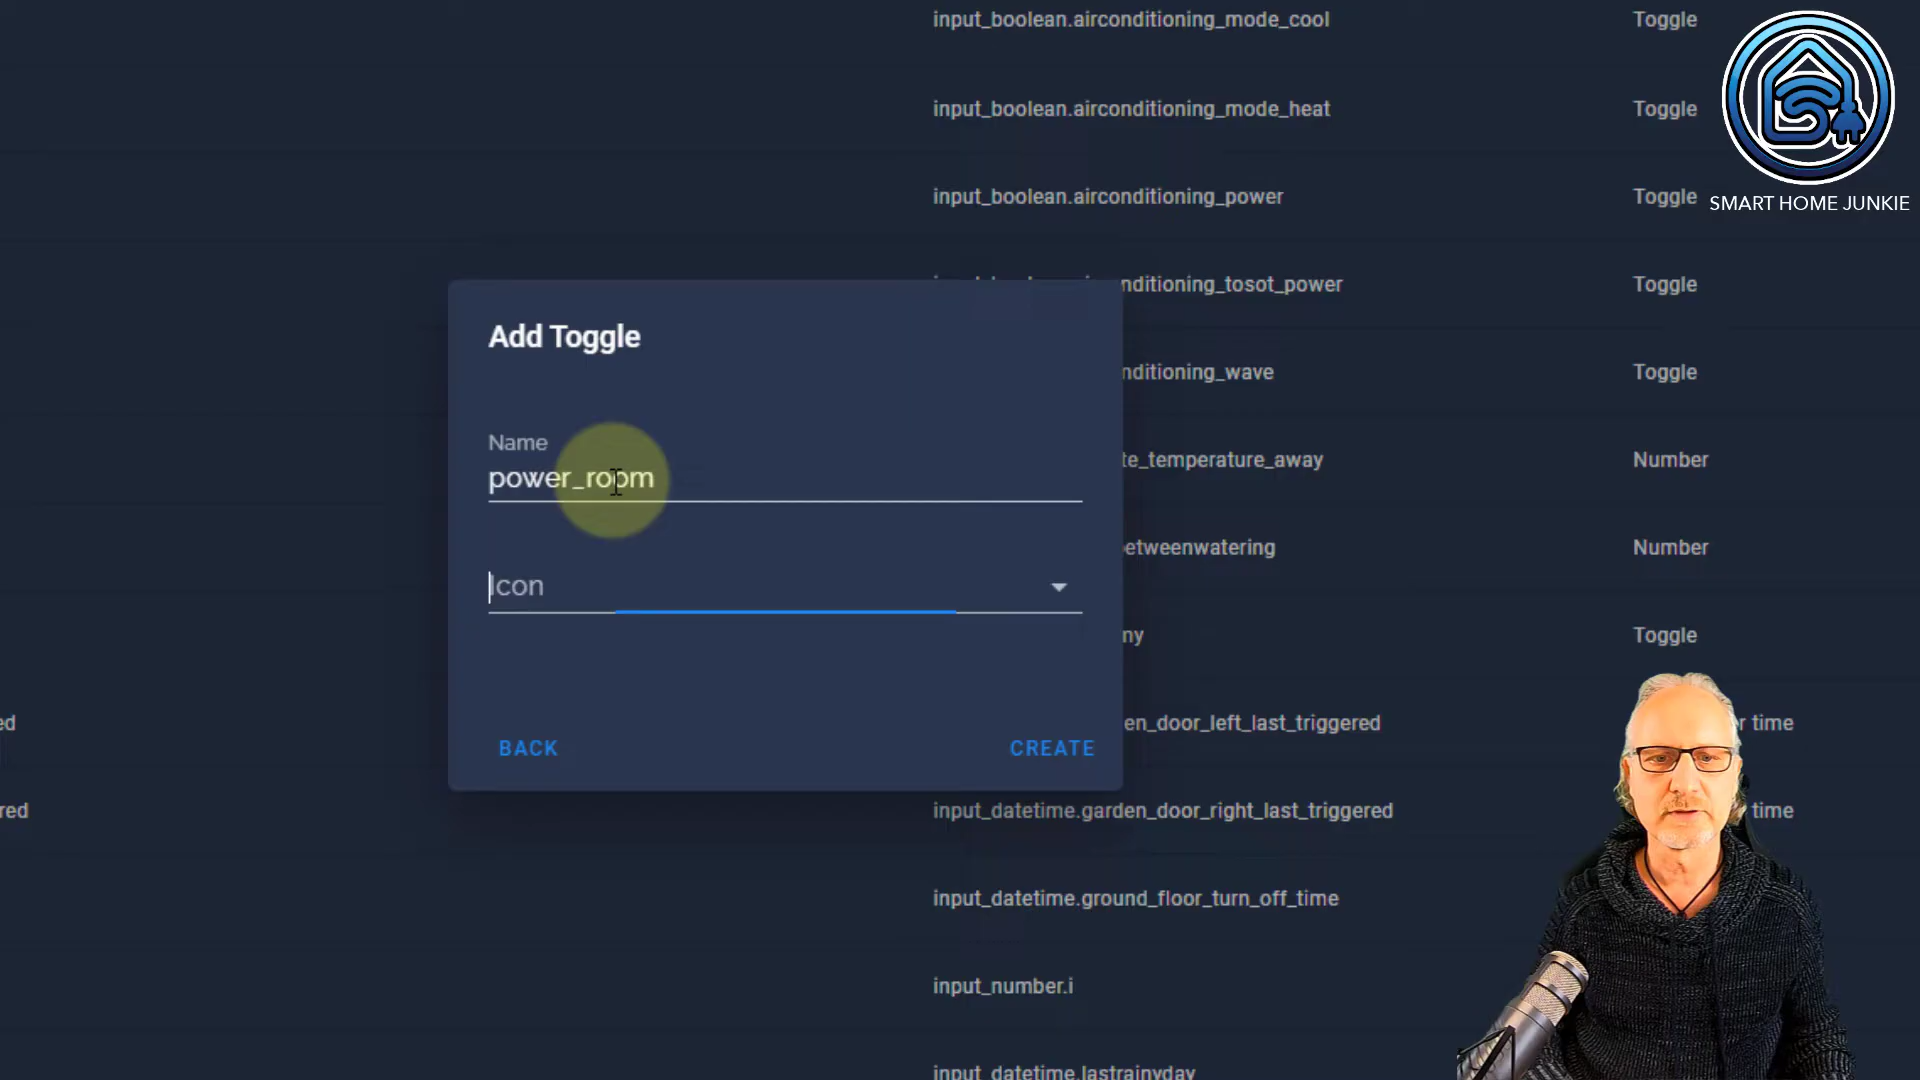 input_boolean.airconditioning_mode_cool Toggle
input_boolean.airconditioning_mode_heat Toggle
input_boolean.airconditioning_power Toggle
SMART HOME JUNKIE
nditioning_tosot_power Toggle
Add Toggle
nditioning_wave Toggle
Name
power_room
te_temperature_away Number
etweenwatering Number
Icon
ny Toggle
ed en_door_left_last_triggered r time
BACK CREATE
red input_datetime.garden_door_right_last_triggered time
input_datetime.ground_floor_turn_off_time
input_number.i
input_datetime.lastrainyday